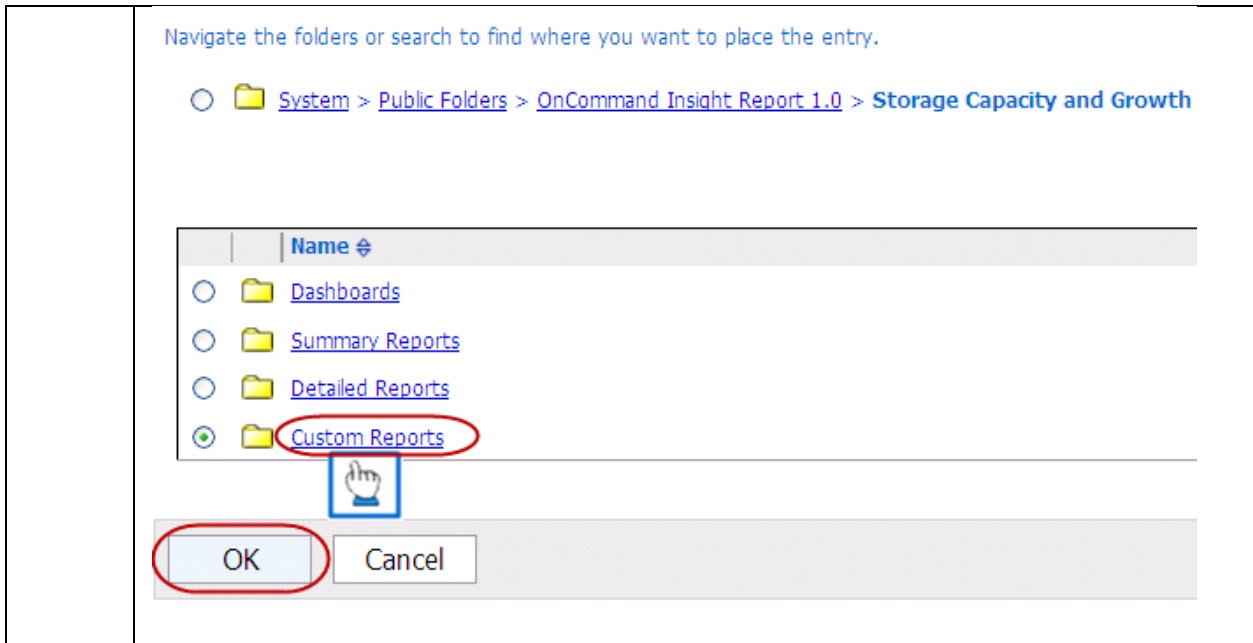 Navigate the folders or search to find where you want to place the entry.
System > Public Folders > OnCommand Insight Report 1.0 > Storage Capacity and Growth
Name
Dashboards
Summary Reports
Detailed Reports
Custom Reports
OK Cancel